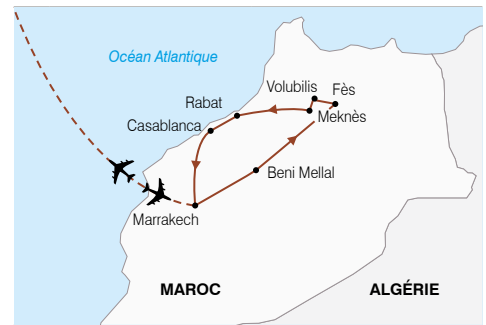 Océan Atlantique
Volubilis
Fès
Rabat
Meknès
Casablanca
Beni Mellal
Marrakech
MAROC
ALGÉRIE